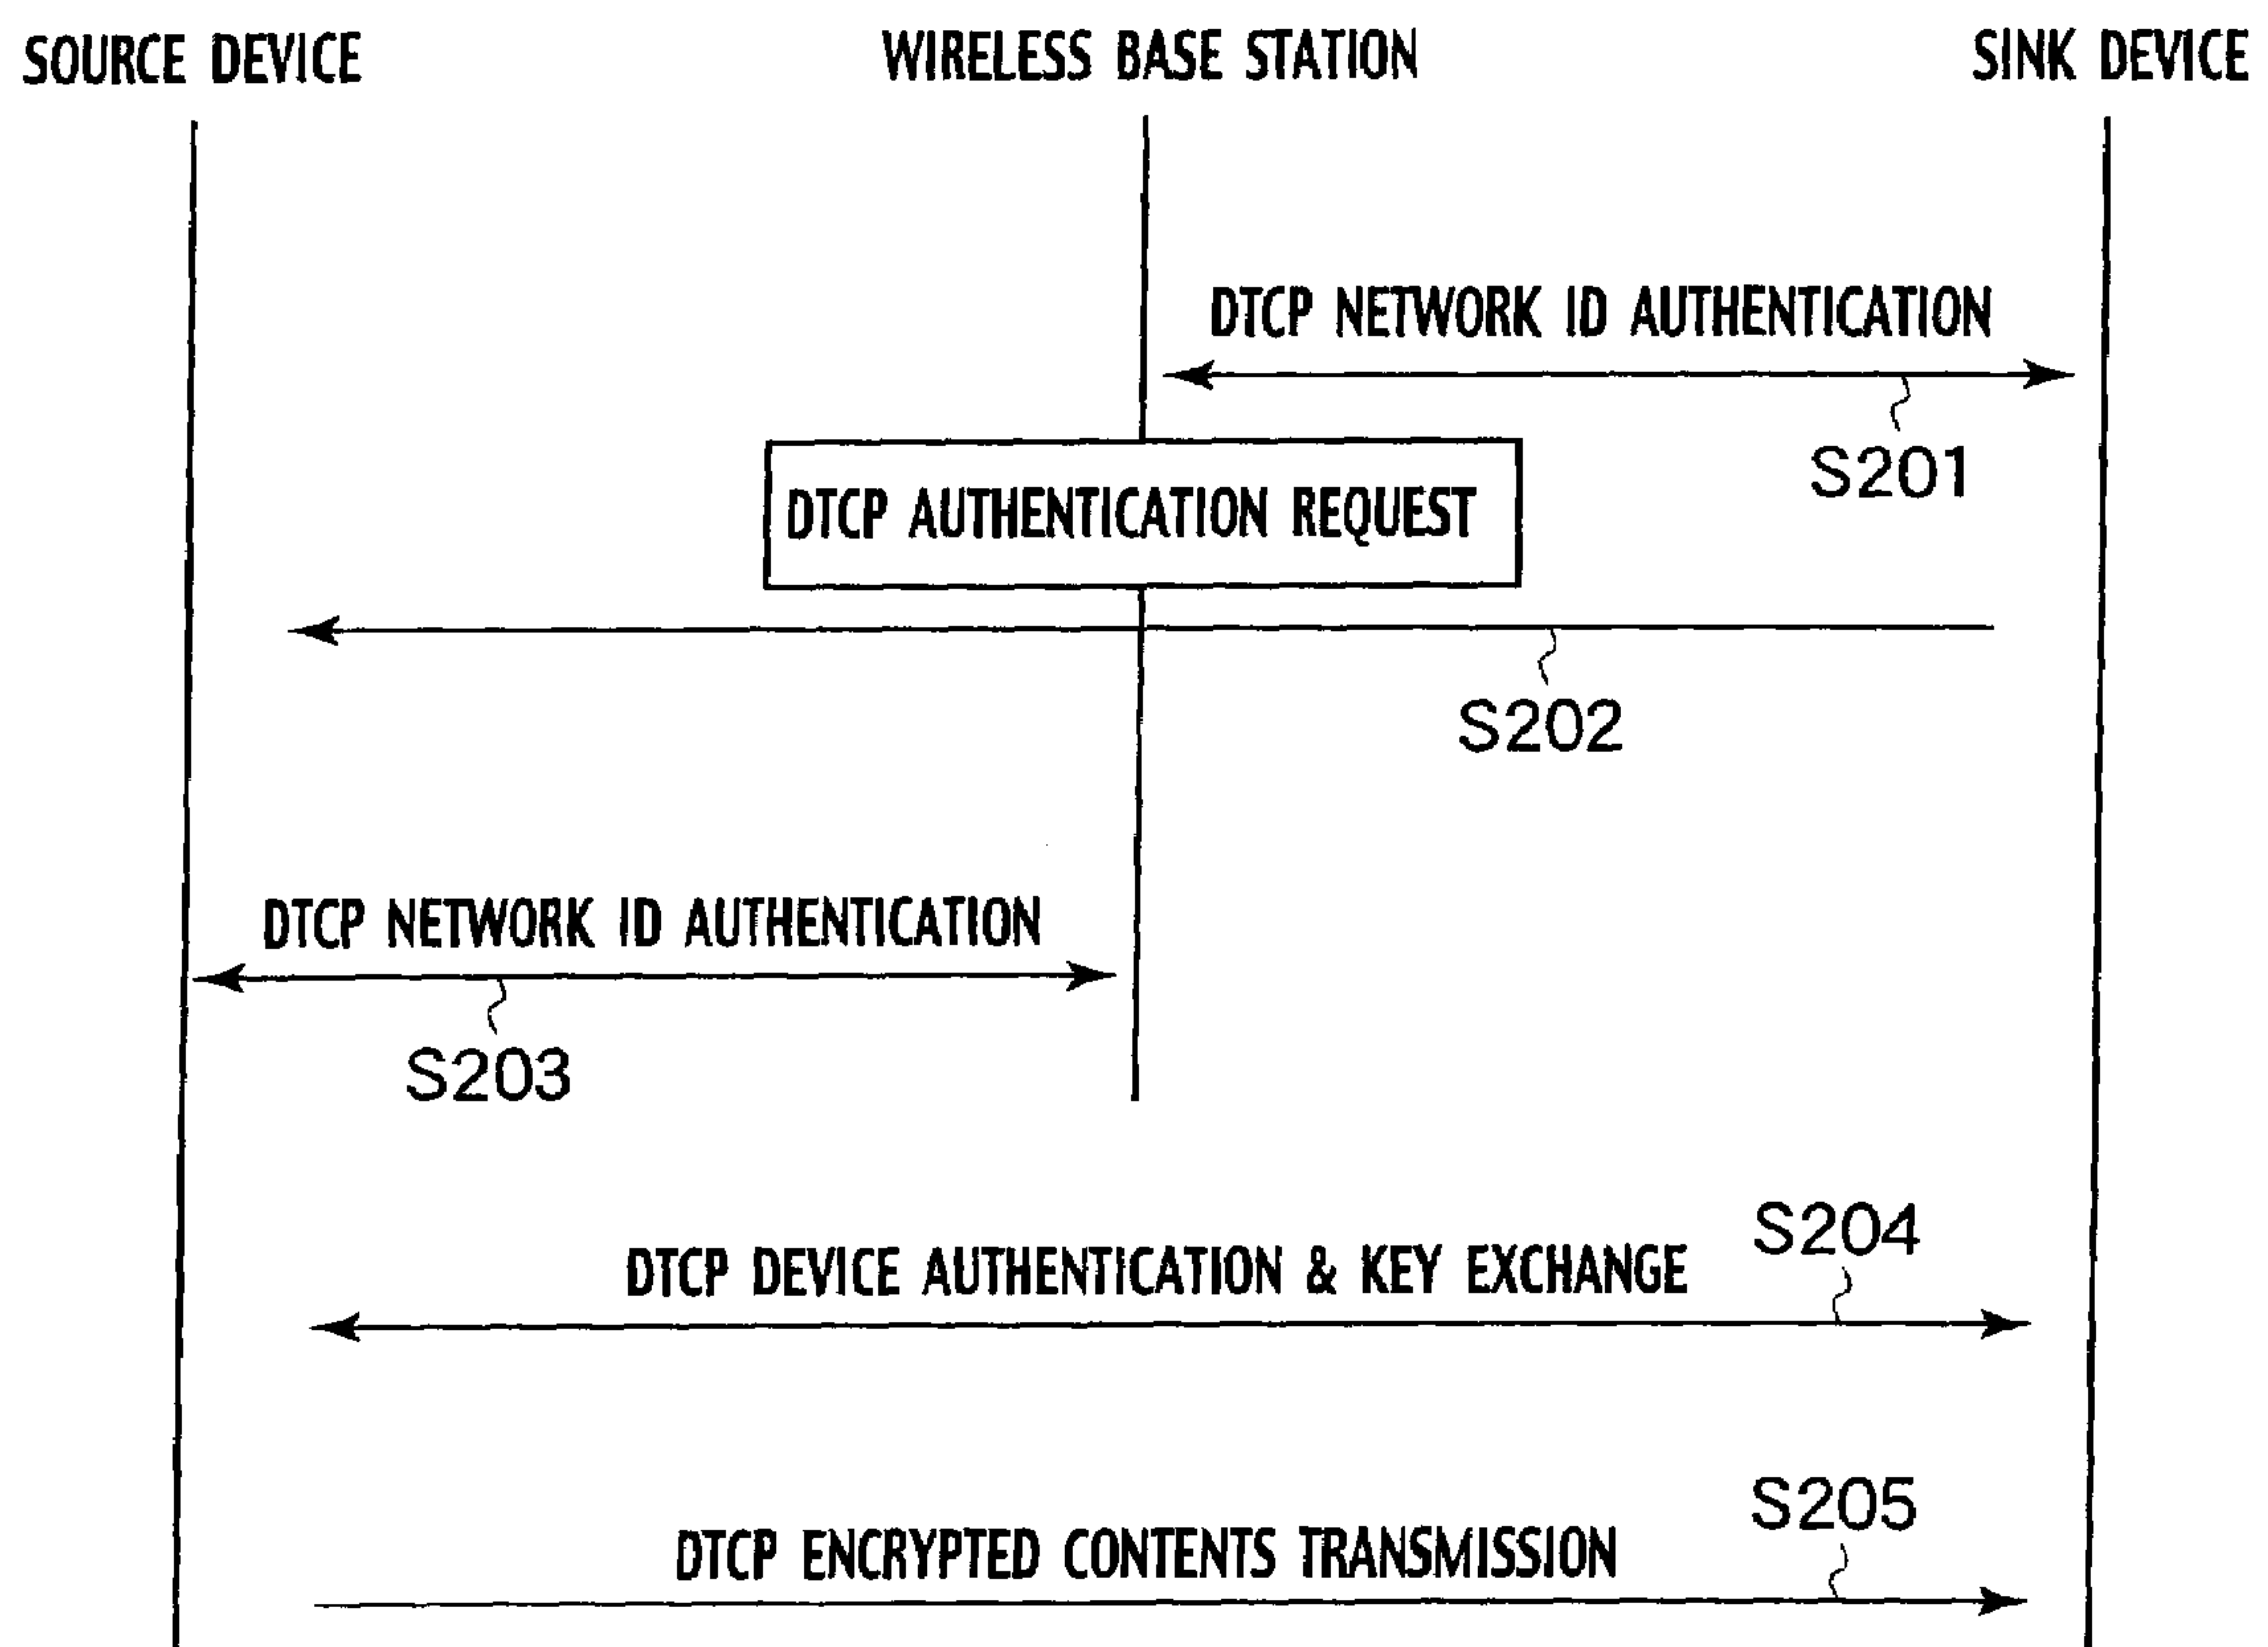 SOURCE DEVICE
WIRELESS BASE STATION
SINK DEVICE
DTCP NETWORK ID AUTHENTICATION
S201
DTCP AUTHENTICATION REQUEST
S202
DTCP NETWORK ID AUTHENTICATION
S203
S204
DTCP DEVICE AUTHENTICATION & KEY EXCHANGE
S205
DTCP ENCRYPTED CONTENTS TRANSMISSION